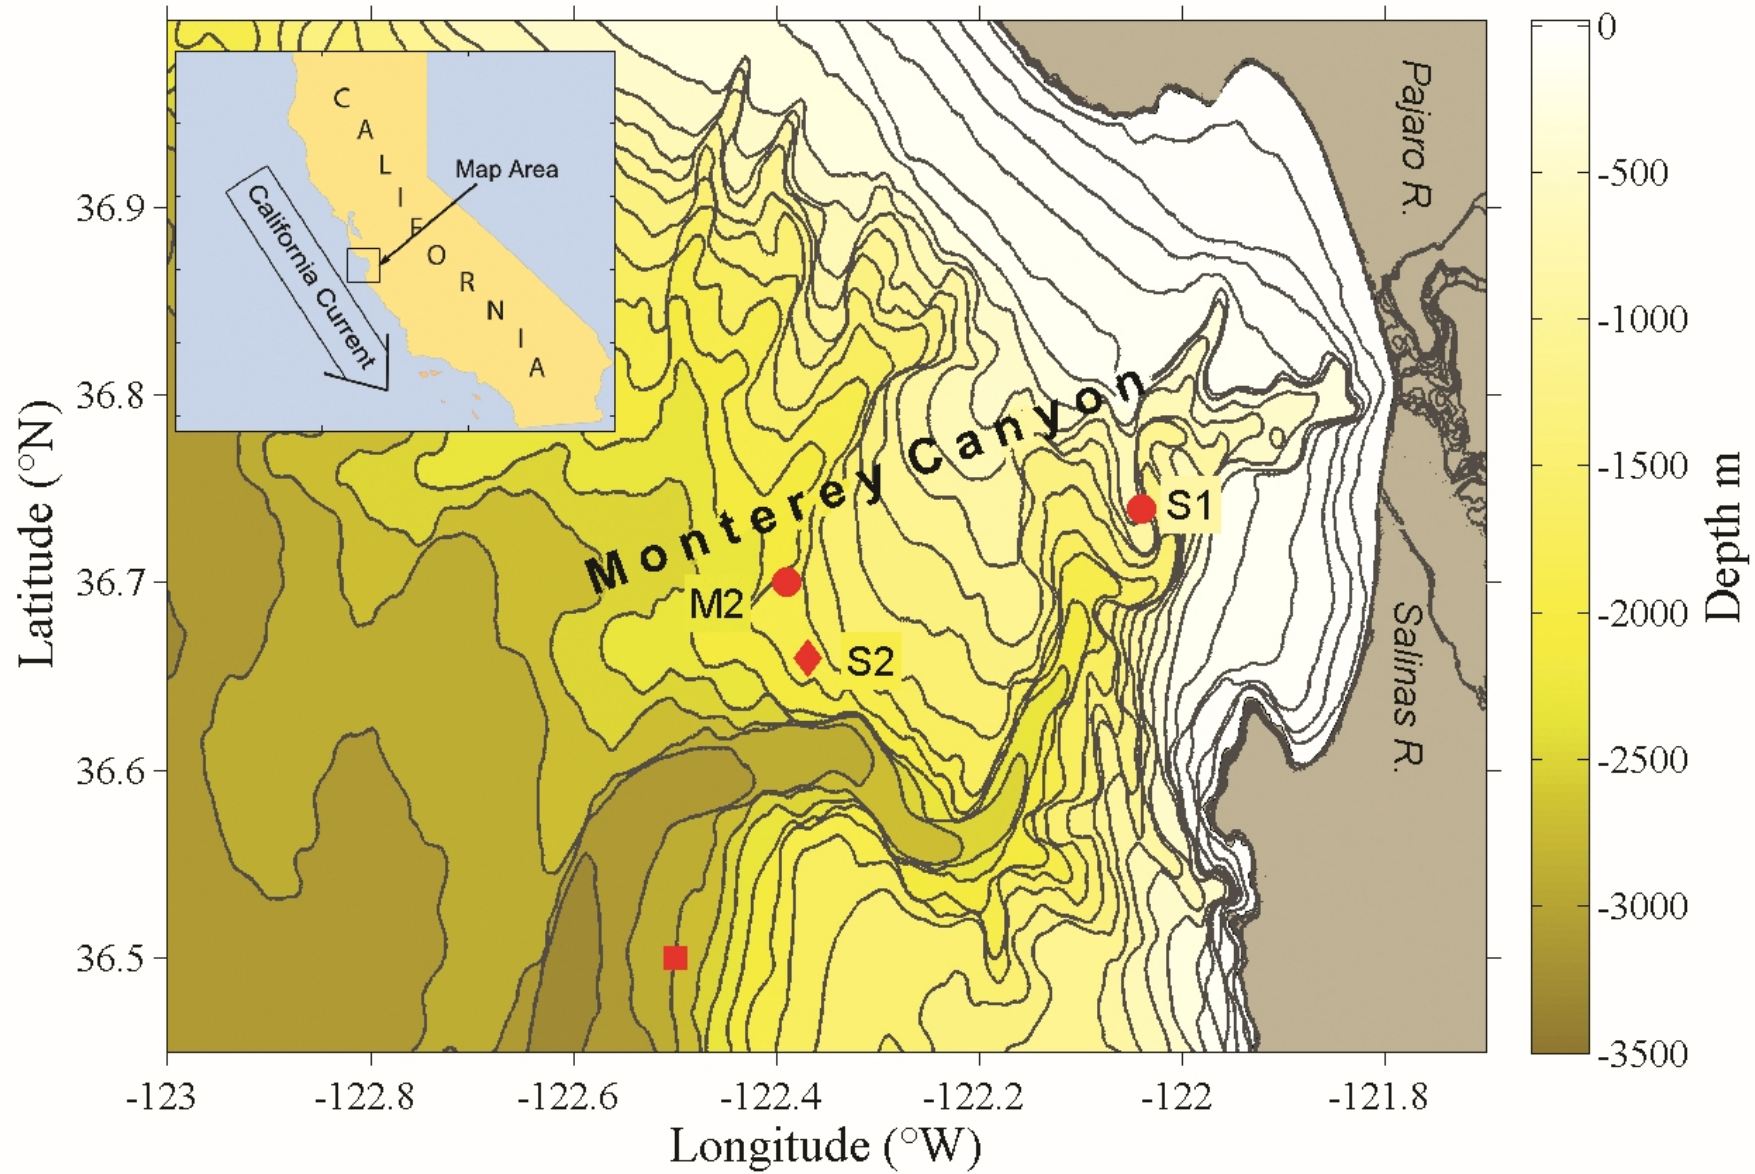 C A L I F O R N I A
Map Area
California Current
Monterey Canyon
Pajaro R.
Salinas R.
S1
M2
S2
Latitude (°N)
36.9
36.8
36.7
36.6
36.5
-123
-122.8
-122.6
-122.4
-122.2
-122
-121.8
Longitude (°W)
0
-500
-1000
-1500
-2000
-2500
-3000
-3500
Depth m